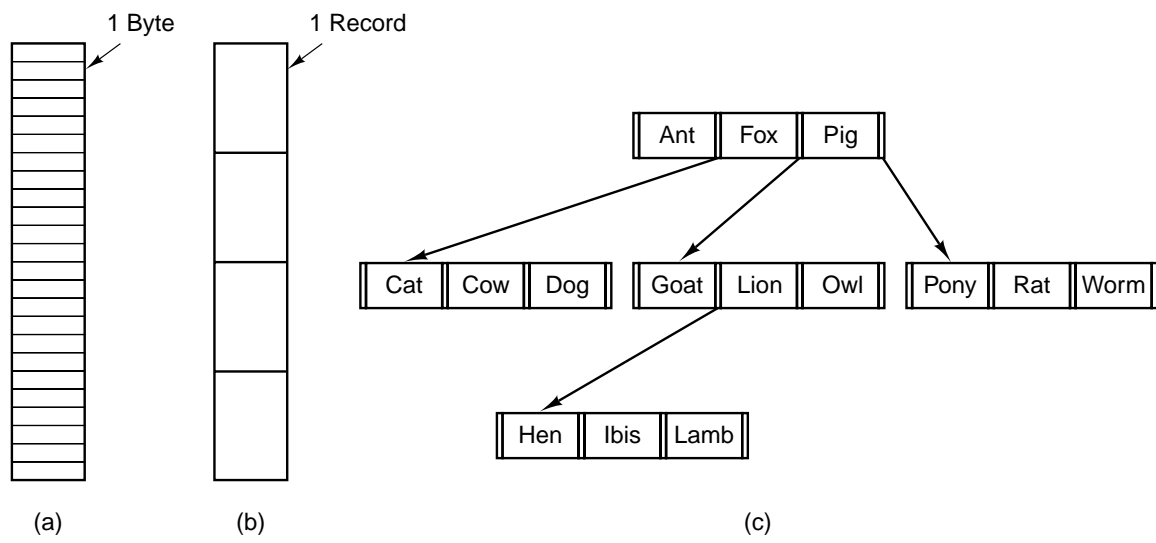 1 Byte
1 Record
Ant Fox Pig
Cat Cow Dog
Goat Lion Owl
Pony Rat Worm
Hen Ibis Lamb
(a)
(b)
(c)